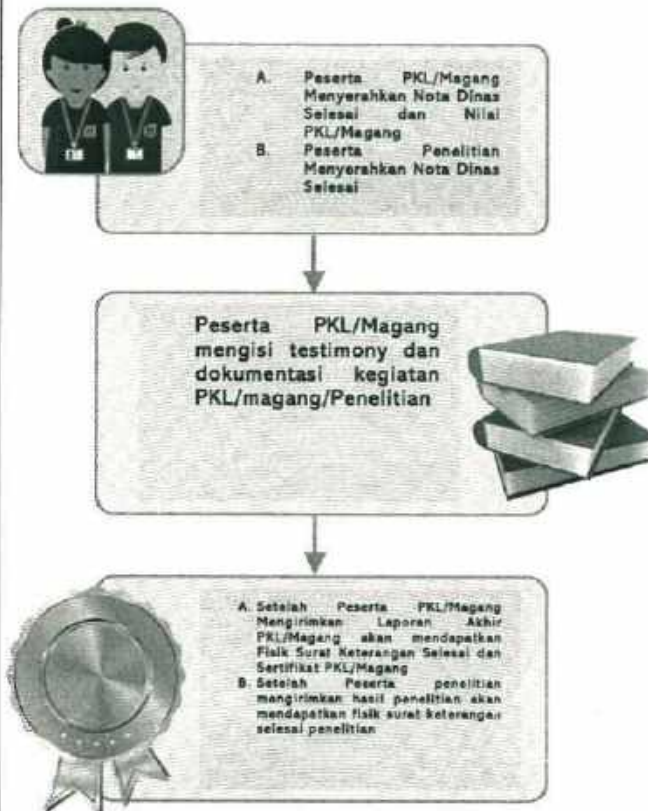 A. Peserta PKL/Magang
Menyerahkan Nota Dinas
Selesai dan Nilai
PKL/Magang
B. Peserta Penelitian
Menyerahkan Nota Dinas
Selesai
Peserta PKL/Magang
mengisi testimony dan
dokumentasi kegiatan
PKL/magang/Penelitian
A. Setelah Peserta PKL/Magang
Mengirimkan Laporan Akhir
PKL/Magang akan mendapatkan
Fisik Surat Keterangan Selesai dan
Sertifikat PKL/Magang
B. Setelah Peserta penelitian
mengirimkan hasil penelitian akan
mendapatkan fisik surat keterangan
selesai penelitian